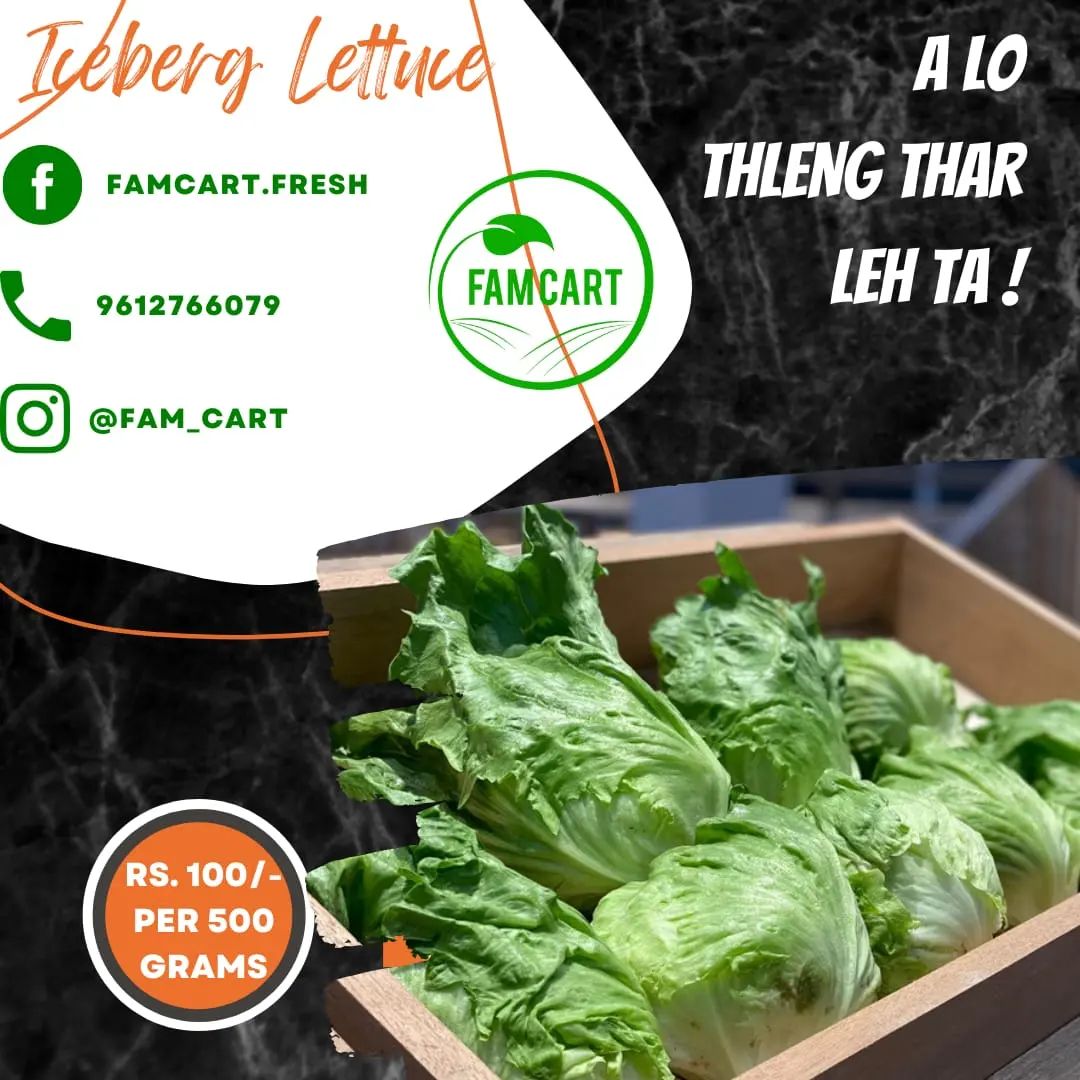 Iceberg Lettuce
FAMCART.FRESH
9612766079
@FAM_CART
FAMCART
A LO
THLENG THAR
LEH TA !
RS. 100/-
PER 500
GRAMS